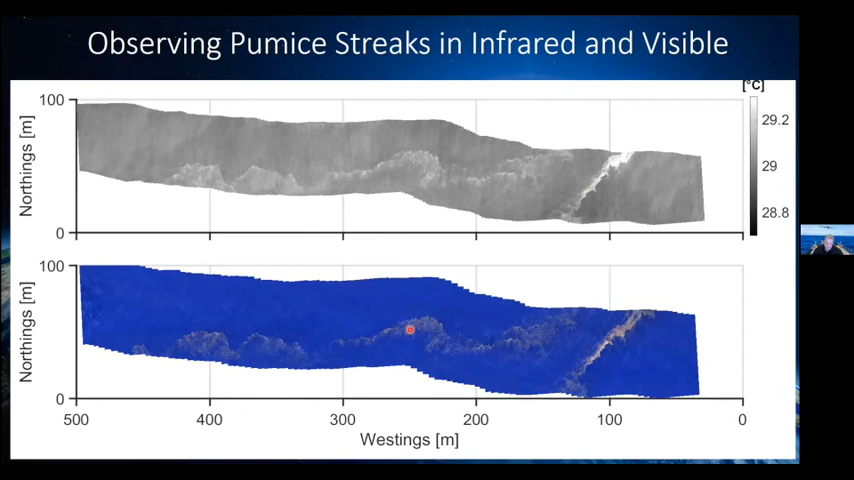 Observing Pumice Streaks in Infrared and Visible
[°C]
100
Northings [m]
0
29.2
29
28.8
100
Northings [m]
0
500 400 300 200 100 0
Westings [m]